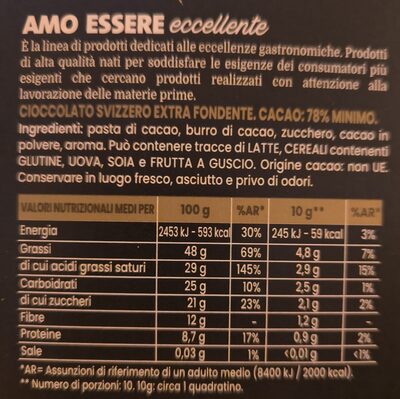 AMO ESSERE eccellente
È la linea di prodotti dedicati alle eccellenze gastronomiche. Prodotti
di alta qualità nati per soddisfare le esigenze dei consumatori più
esigenti che cercano prodotti realizzati con attenzione alla
lavorazione delle materie prime.
CIOCCOLATO SVIZZERO EXTRA FONDENTE. CACAO: 78% MINIMO.
Ingredienti: pasta di cacao, burro di cacao, zucchero, cacao in
polvere, aroma. Può contenere tracce di LATTE, CEREALI contenenti
GLUTINE, UOVA, SOIA e FRUTTA A GUSCIO. Origine cacao: non UE.
Conservare in luogo fresco, asciutto e privo di odori.
VALORI NUTRIZIONALI MEDI PER 100 g %AR* 10 g** %AR*
Energia 2453 kJ - 593 kcal 30% 245 kJ - 59 kcal 3%
Grassi 48 g 69% 4,8 g 7%
di cui acidi grassi saturi 29 g 145% 2,9 g 15%
Carboidrati 25 g 10% 2,5 g 1%
di cui zuccheri 21 g 23% 2,1 g 2%
Fibre 12 g - 1,2 g -
Proteine 8,7 g 17% 0,9 g 2%
Sale 0,03 g 1% <0,01 g <1%
*AR= Assunzioni di riferimento di un adulto medio (8400 kJ / 2000 kcal).
** Numero di porzioni: 10. 10g: circa 1 quadratino.